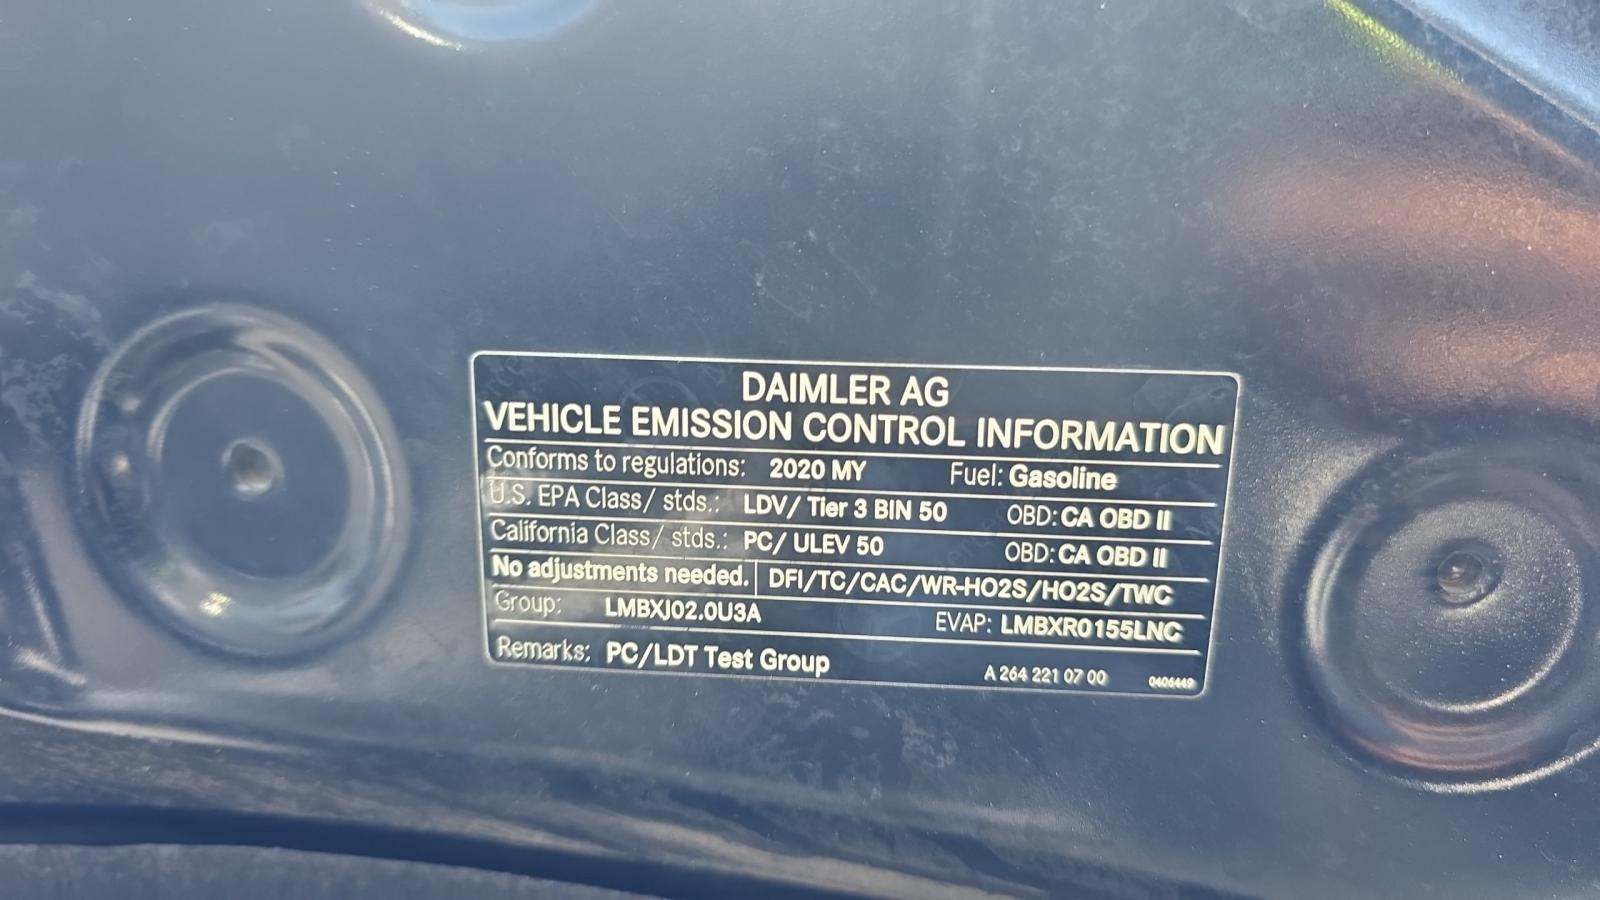 DAIMLER AG
VEHICLE EMISSION CONTROL INFORMATION
Conforms to regulations: 2020 MY Fuel: Gasoline
U.S. EPA Class/ stds.: LDV/ Tier 3 BIN 50 OBD: CA OBD II
California Class/ stds.: PC/ ULEV 50 OBD: CA OBD II
No adjustments needed. DFI/TC/CAC/WR-HO2S/HO2S/TWC
Group: LMBXJ02.0U3A EVAP: LMBXR0155LNC
Remarks: PC/LDT Test Group A 264 221 07 00 0406449